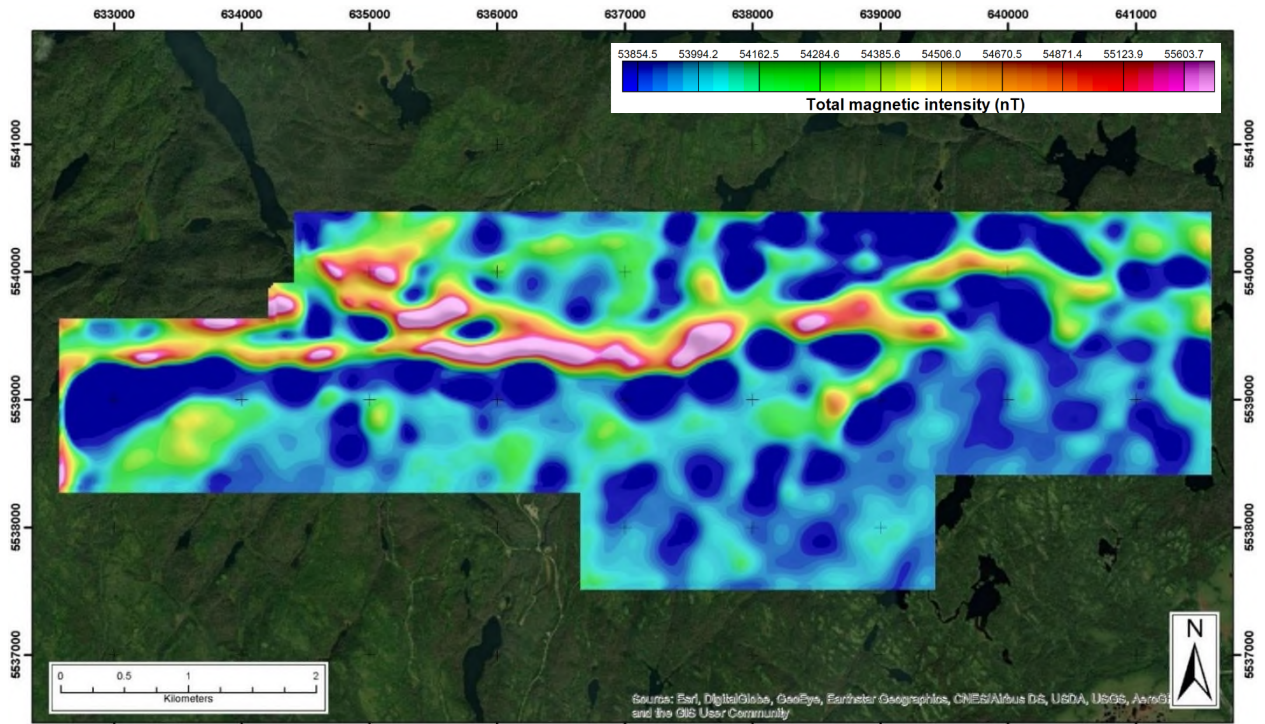 633000 634000 635000 636000 637000 638000 639000 640000 641000
53854.5 53994.2 54162.5 54284.6 54385.6 54506.0 54670.5 54871.4 55123.9 55603.7
Total magnetic intensity (nT)
5541000 5541000
5540000 5540000
5539000 5539000
5538000 5538000
5537000 5537000
N
0 0.5 1 2
Kilometers
Source: Esri, DigitalGlobe, GeoEye, Earthstar Geographics, CNES/Airbus DS, USDA, USGS,
and the GIS User Community